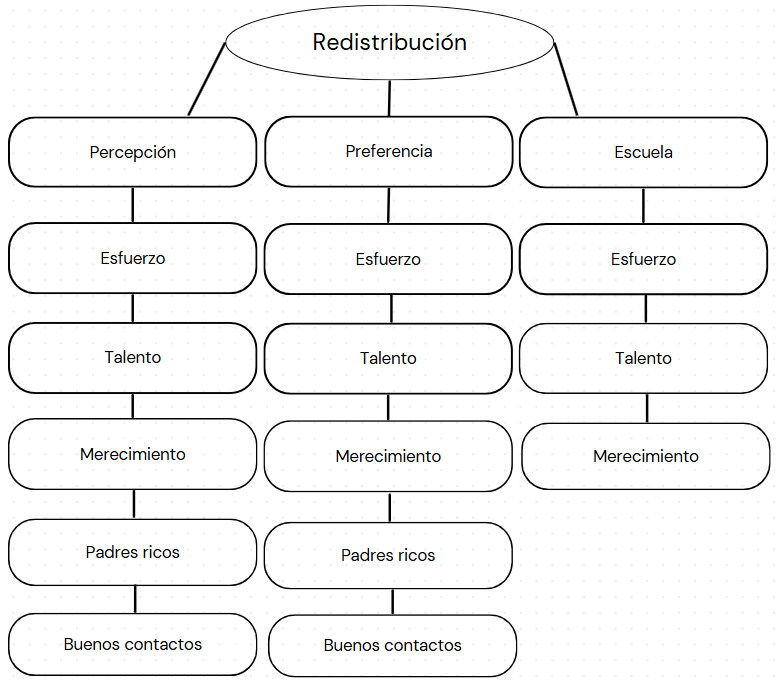 Redistribución
Percepción
Preferencia
Escuela
Esfuerzo
Esfuerzo
Esfuerzo
Talento
Talento
Talento
Merecimiento
Merecimiento
Merecimiento
Padres ricos
Padres ricos
Buenos contactos
Buenos contactos